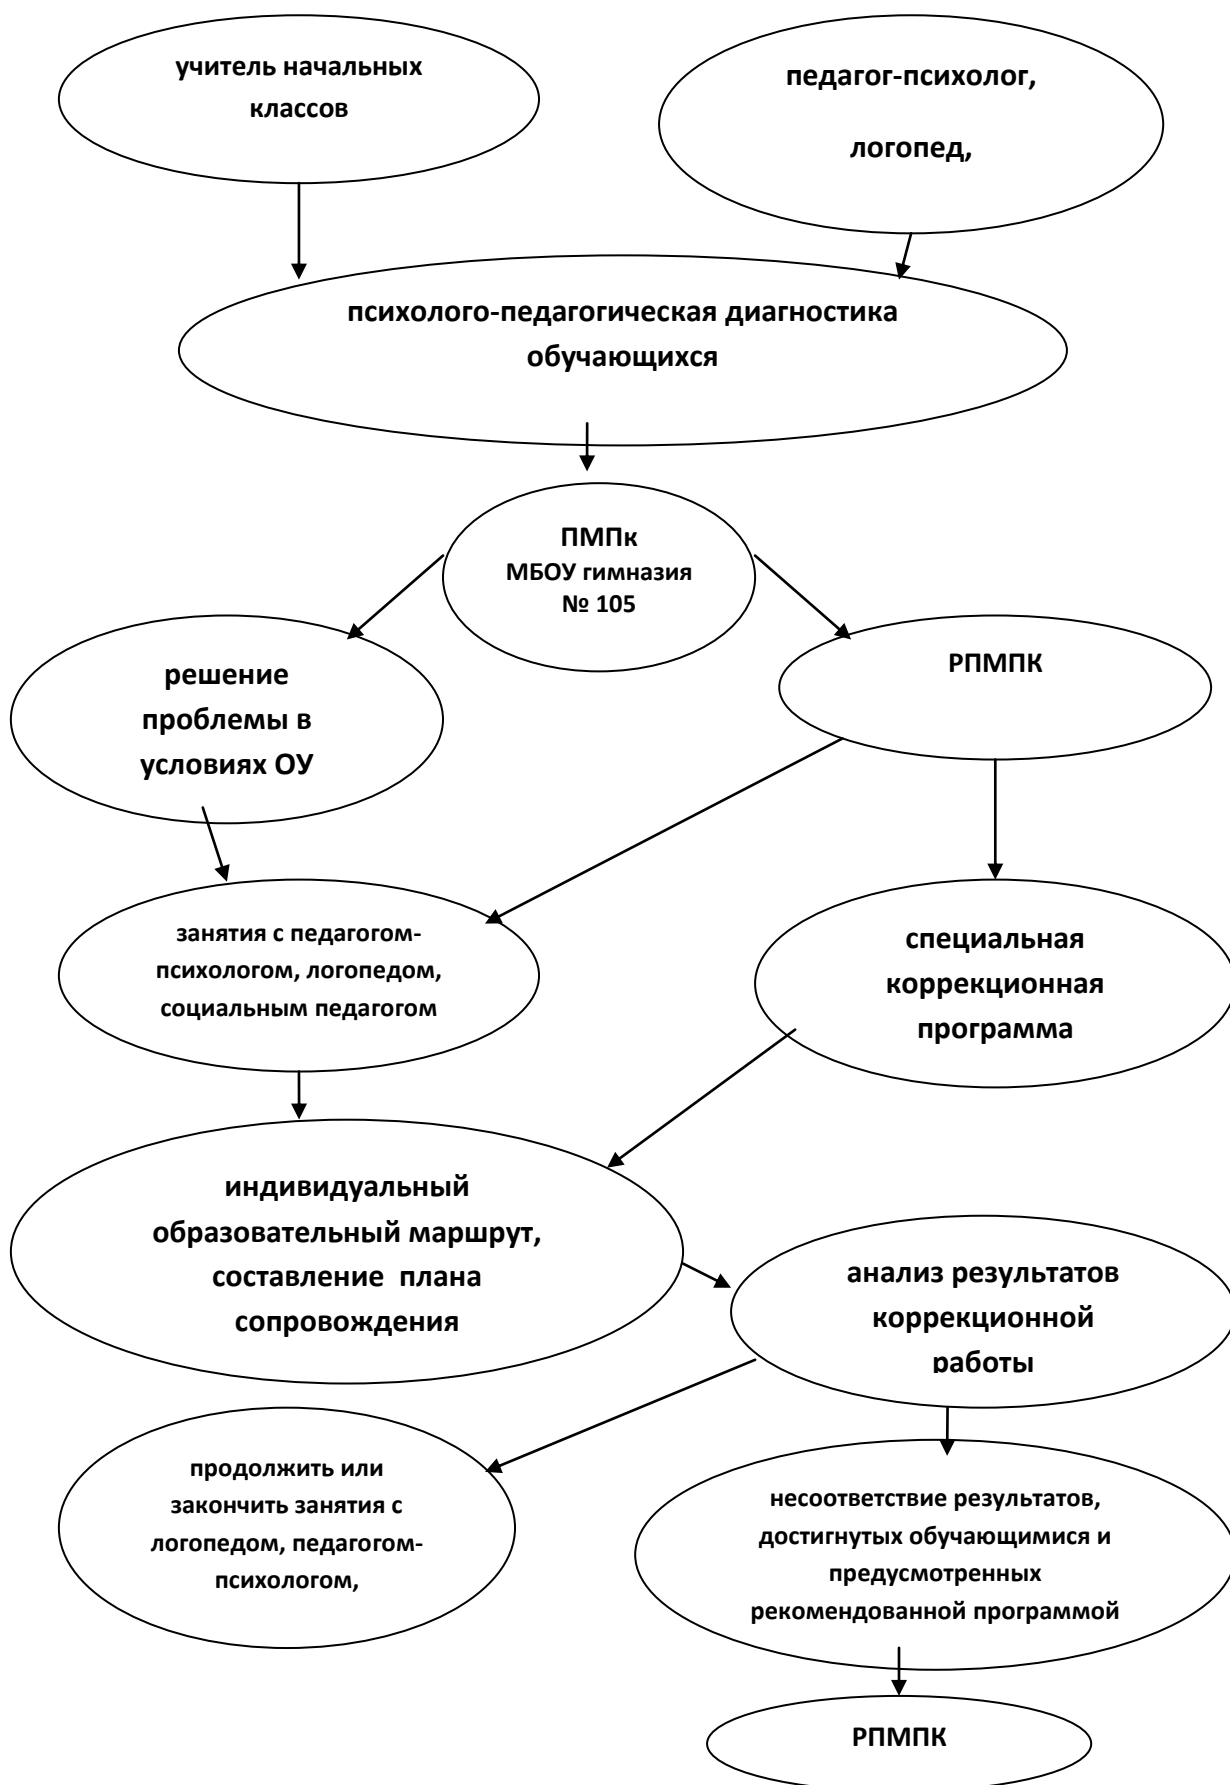 учитель начальных
классов
педагог-психолог,
логопед,
психолого-педагогическая диагностика
обучающихся
ПМПк
МБОУ гимназия
№ 105
решение
проблемы в
условиях ОУ
РПМПК
занятия с педагогом-
психологом, логопедом,
социальным педагогом
специальная
коррекционная
программа
индивидуальный
образовательный маршрут,
составление  плана
сопровождения
анализ результатов
коррекционной
работы
продолжить или
закончить занятия с
логопедом, педагогом-
психологом,
несоответствие результатов,
достигнутых обучающимися и
предусмотренных
рекомендованной программой
РПМПК